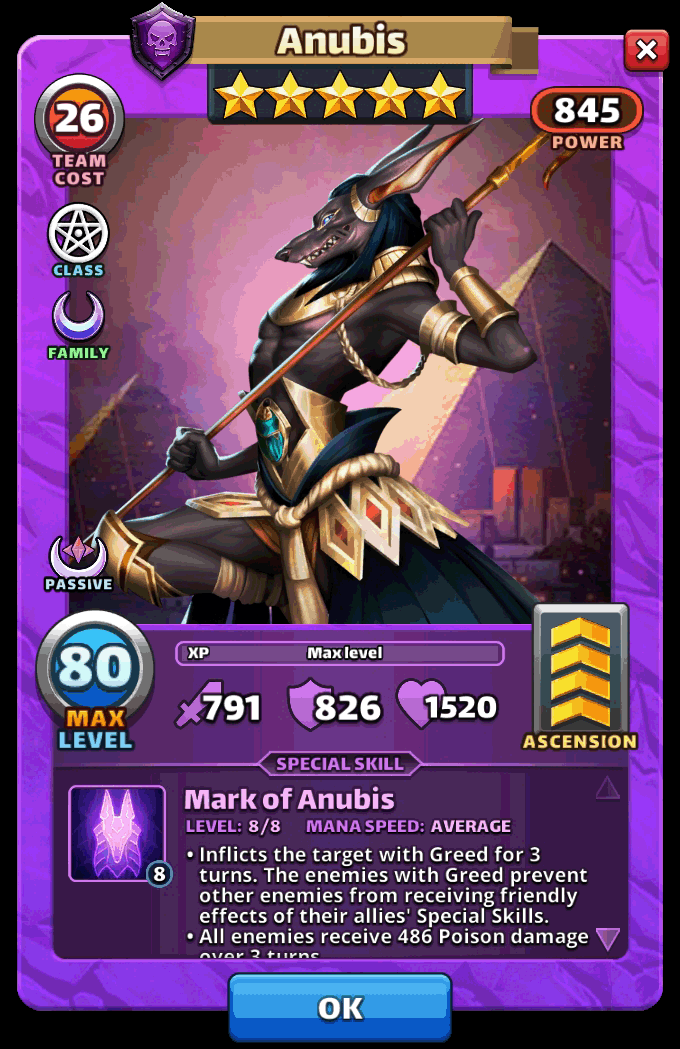 Anubis
26
TEAM
COST
845
POWER
CLASS
FAMILY
PASSIVE
80
MAX
LEVEL
XP Max level
791 826 1520
ASCENSION
SPECIAL SKILL
Mark of Anubis
LEVEL: 8/8 MANA SPEED: AVERAGE
8
• Inflicts the target with Greed for 3
turns. The enemies with Greed prevent
other enemies from receiving friendly
effects of their allies' Special Skills.
• All enemies receive 486 Poison damage
over 3 turns
OK